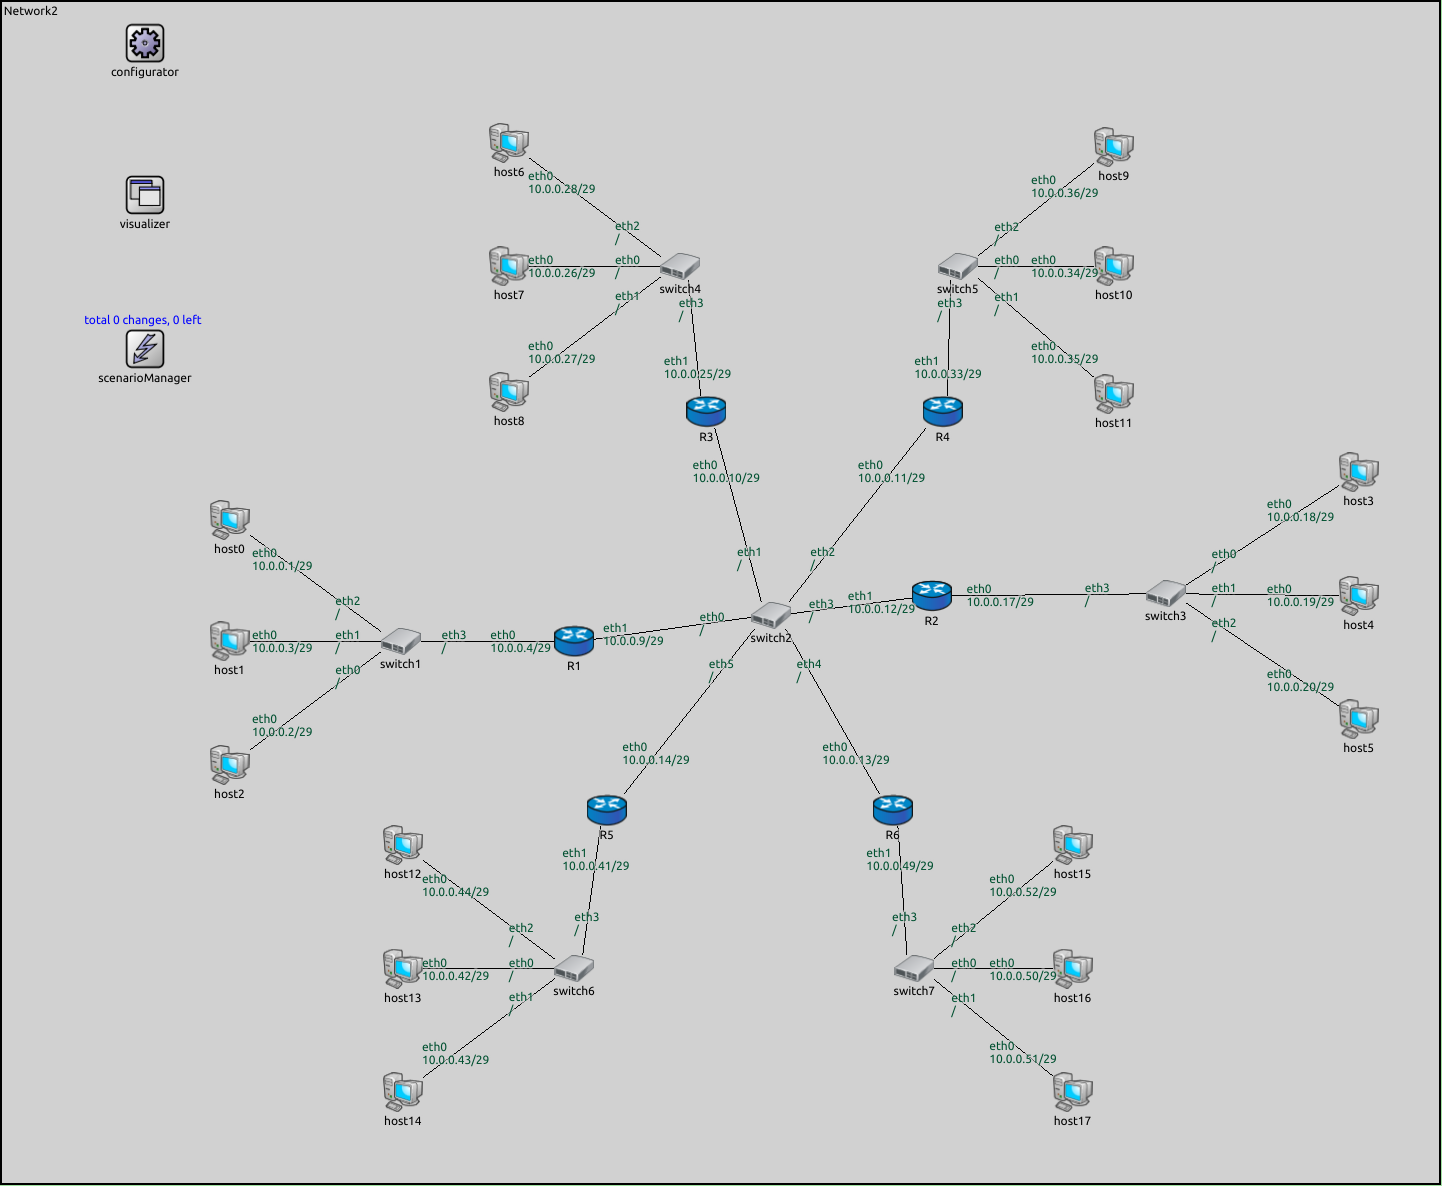 Network2
configurator
visualizer
total 0 changes, 0 left
scenarioManager
host6
eth0
10.0.0.28/29
eth2
/
host7
eth0
10.0.0.26/29
eth0
/
host8
eth0
10.0.0.27/29
eth1
/
switch4
eth3
/
eth1
10.0.0.25/29
R3
eth0
10.0.0.10/29
eth1
/
host9
eth0
10.0.0.36/29
eth2
/
host10
eth0
10.0.0.34/29
eth0
/
host11
eth0
10.0.0.35/29
eth1
/
switch5
eth3
/
eth1
10.0.0.33/29
R4
eth0
10.0.0.11/29
eth2
/
host0
eth0
10.0.0.1/29
eth2
/
host1
eth0
10.0.0.3/29
eth1
/
host2
eth0
10.0.0.2/29
eth0
/
switch1
eth3
/
eth0
10.0.0.4/29
R1
eth1
10.0.0.9/29
eth0
/
switch2
eth3
/
eth1
10.0.0.12/29
R2
eth0
10.0.0.17/29
eth3
/
switch3
eth0
/
eth0
10.0.0.18/29
host3
eth1
/
eth0
10.0.0.19/29
host4
eth2
/
eth0
10.0.0.20/29
host5
eth5
/
eth0
10.0.0.14/29
R5
eth1
10.0.0.41/29
eth3
/
switch6
host12
eth0
10.0.0.44/29
eth2
/
host13
eth0
10.0.0.42/29
eth0
/
host14
eth0
10.0.0.43/29
eth1
/
eth4
/
eth0
10.0.0.13/29
R6
eth1
10.0.0.49/29
eth3
/
switch7
host15
eth0
10.0.0.52/29
eth2
/
host16
eth0
10.0.0.50/29
eth0
/
host17
eth0
10.0.0.51/29
eth1
/